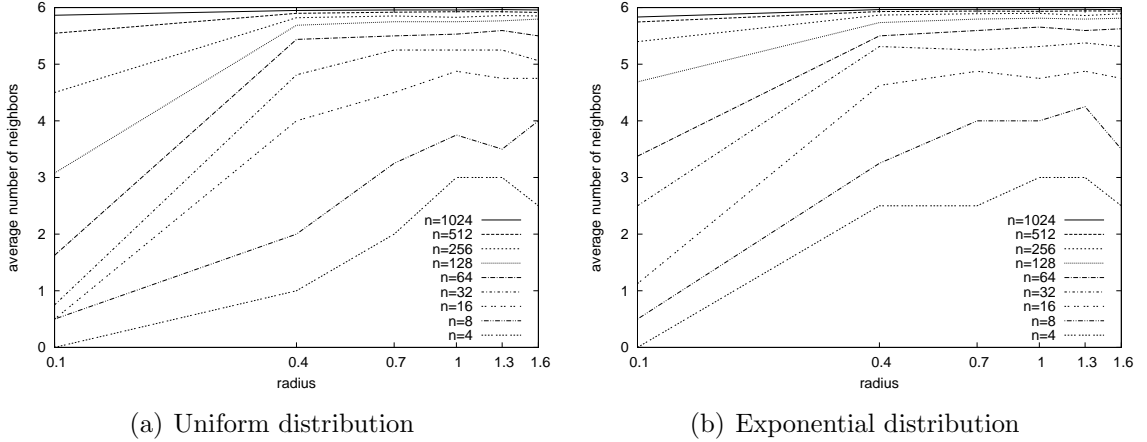 average number of neighbors
6
5
4
3
2
1
0
n=1024
n=512
n=256
n=128
n=64
n=32
n=16
n=8
n=4
0.1 0.4 0.7 1 1.3 1.6
radius
(a) Uniform distribution
average number of neighbors
6
5
4
3
2
1
0
n=1024
n=512
n=256
n=128
n=64
n=32
n=16
n=8
n=4
0.1 0.4 0.7 1 1.3 1.6
radius
(b) Exponential distribution